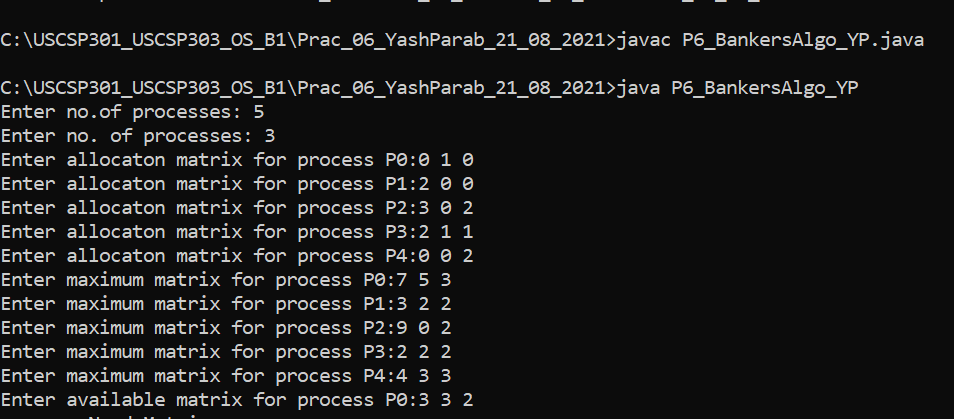 C:\USCSP301_USCSP303_OS_B1\Prac_06_YashParab_21_08_2021>javac P6_BankersAlgo_YP.java
C:\USCSP301_USCSP303_OS_B1\Prac_06_YashParab_21_08_2021>java P6_BankersAlgo_YP
Enter no.of processes: 5
Enter no. of processes: 3
Enter allocaton matrix for process P0:0 1 0
Enter allocaton matrix for process P1:2 0 0
Enter allocaton matrix for process P2:3 0 2
Enter allocaton matrix for process P3:2 1 1
Enter allocaton matrix for process P4:0 0 2
Enter maximum matrix for process P0:7 5 3
Enter maximum matrix for process P1:3 2 2
Enter maximum matrix for process P2:9 0 2
Enter maximum matrix for process P3:2 2 2
Enter maximum matrix for process P4:4 3 3
Enter available matrix for process P0:3 3 2